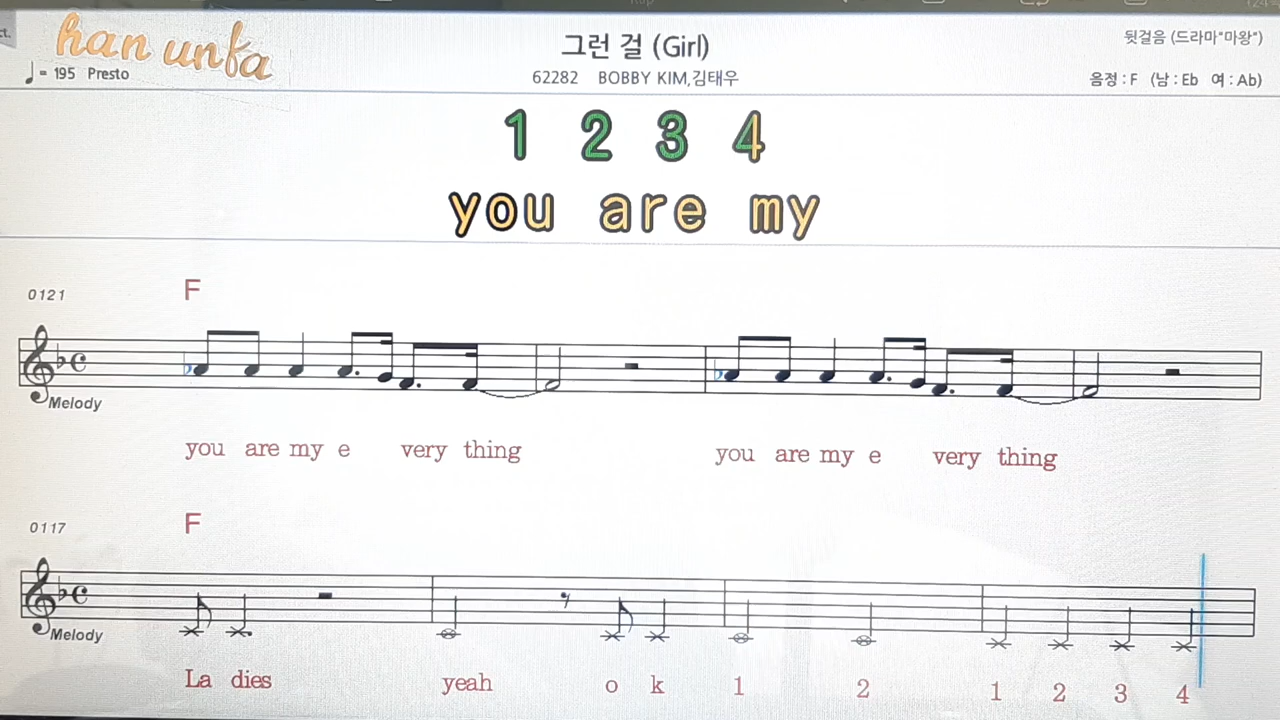 han unfa
♩= 195 Presto
그런 걸 (Girl)
62282 BOBBY KIM,김태우
뒷걸음 (드라마"마왕")
음정 : F (남 : Eb 여 : Ab)
1 2 3 4
you are my
0121
F
Melody
you are my e very thing you are my e very thing
0117
F
Melody
La dies yeah o k 1 2 1 2 3 4